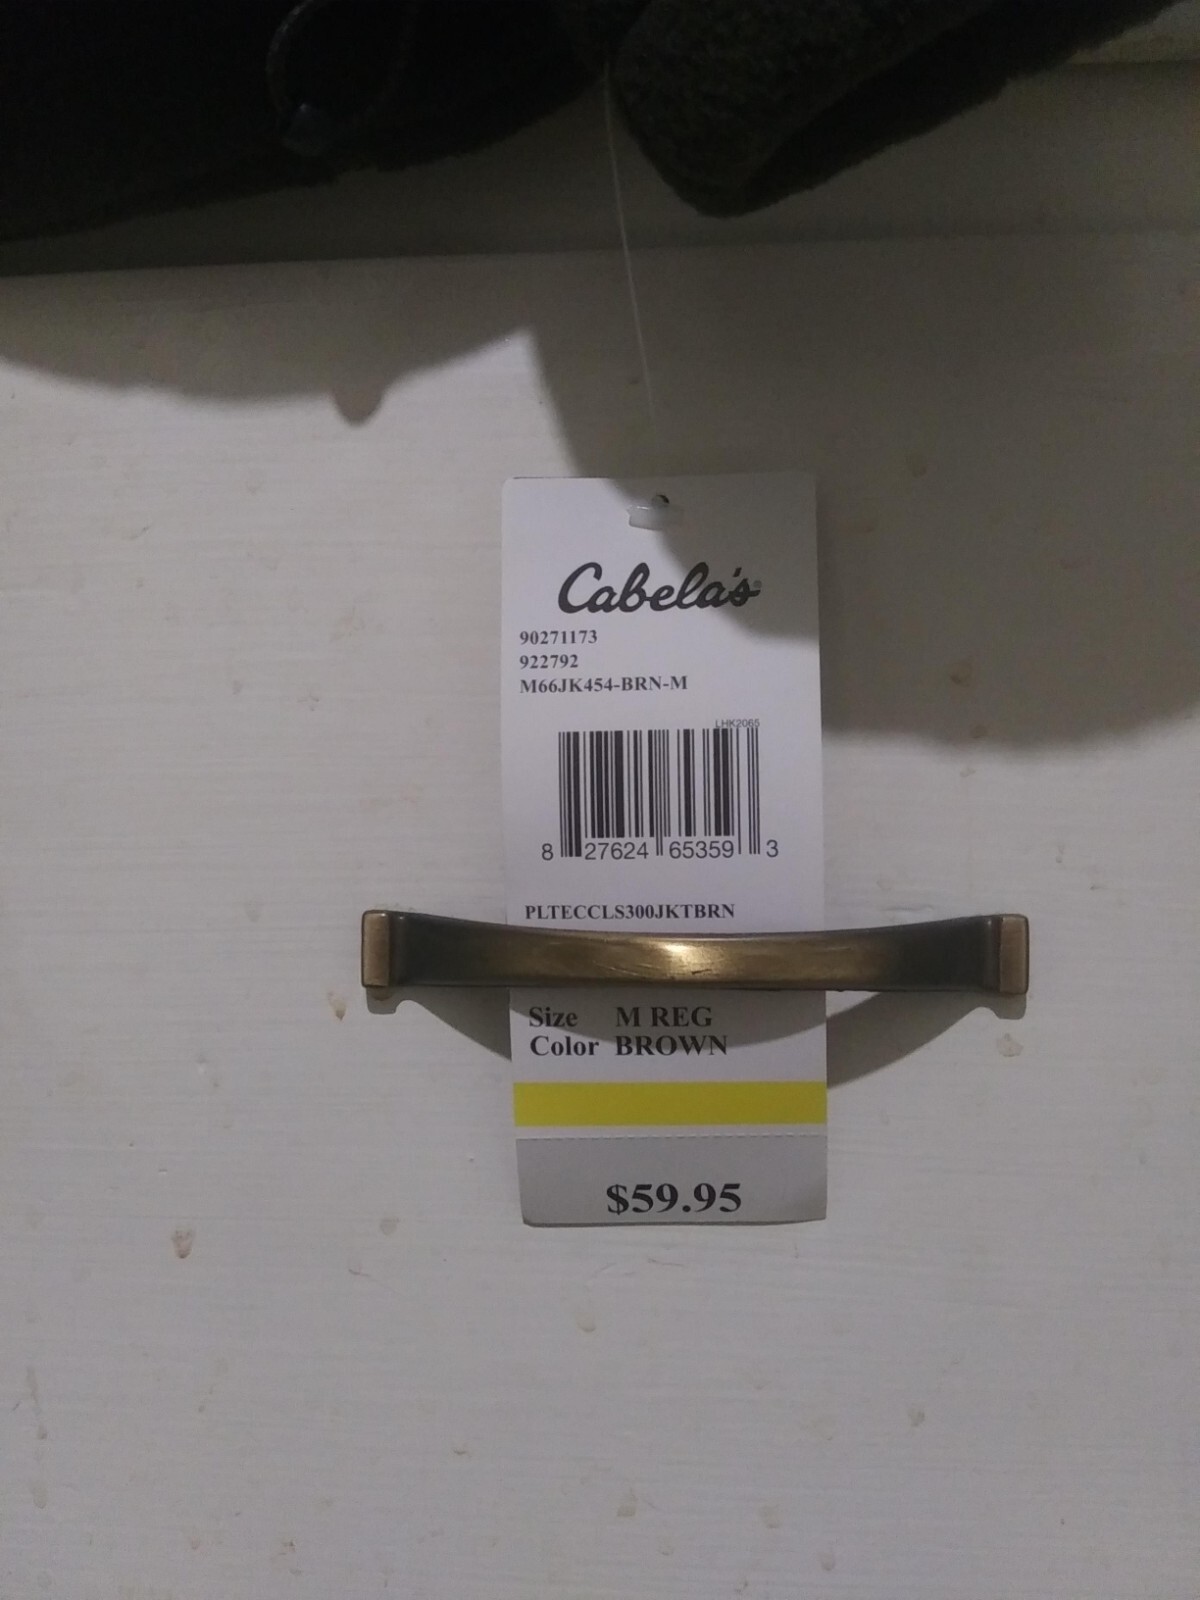 Cabela's®
90271173
922792
M66JK454-BRN-M
LHK2065
8 27624 65359 3
PLTECCLS300JKTBRN
Size M REG
Color BROWN
$59.95